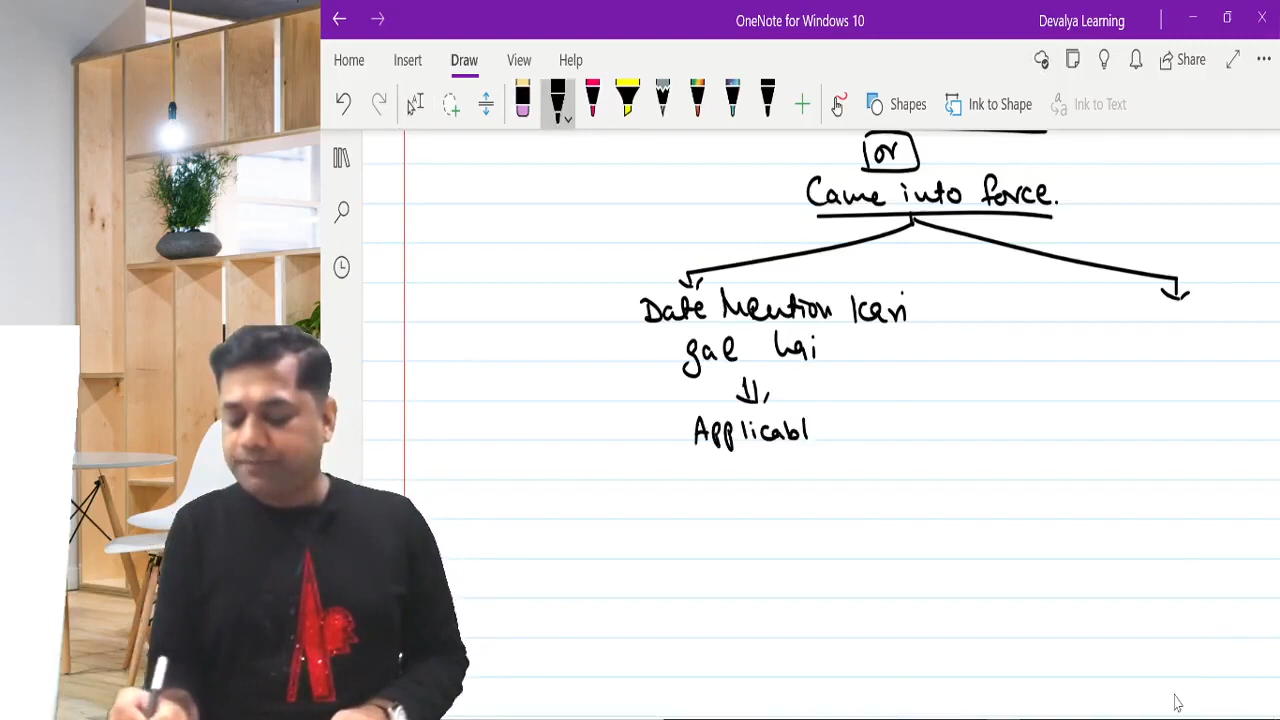 OneNote for Windows 10
Devalya Learning
Home Insert Draw View Help
Share
Shapes
Ink to Shape
Ink to Text
or
Came into force.
Date Mention Kari
gae hai
Applicabl